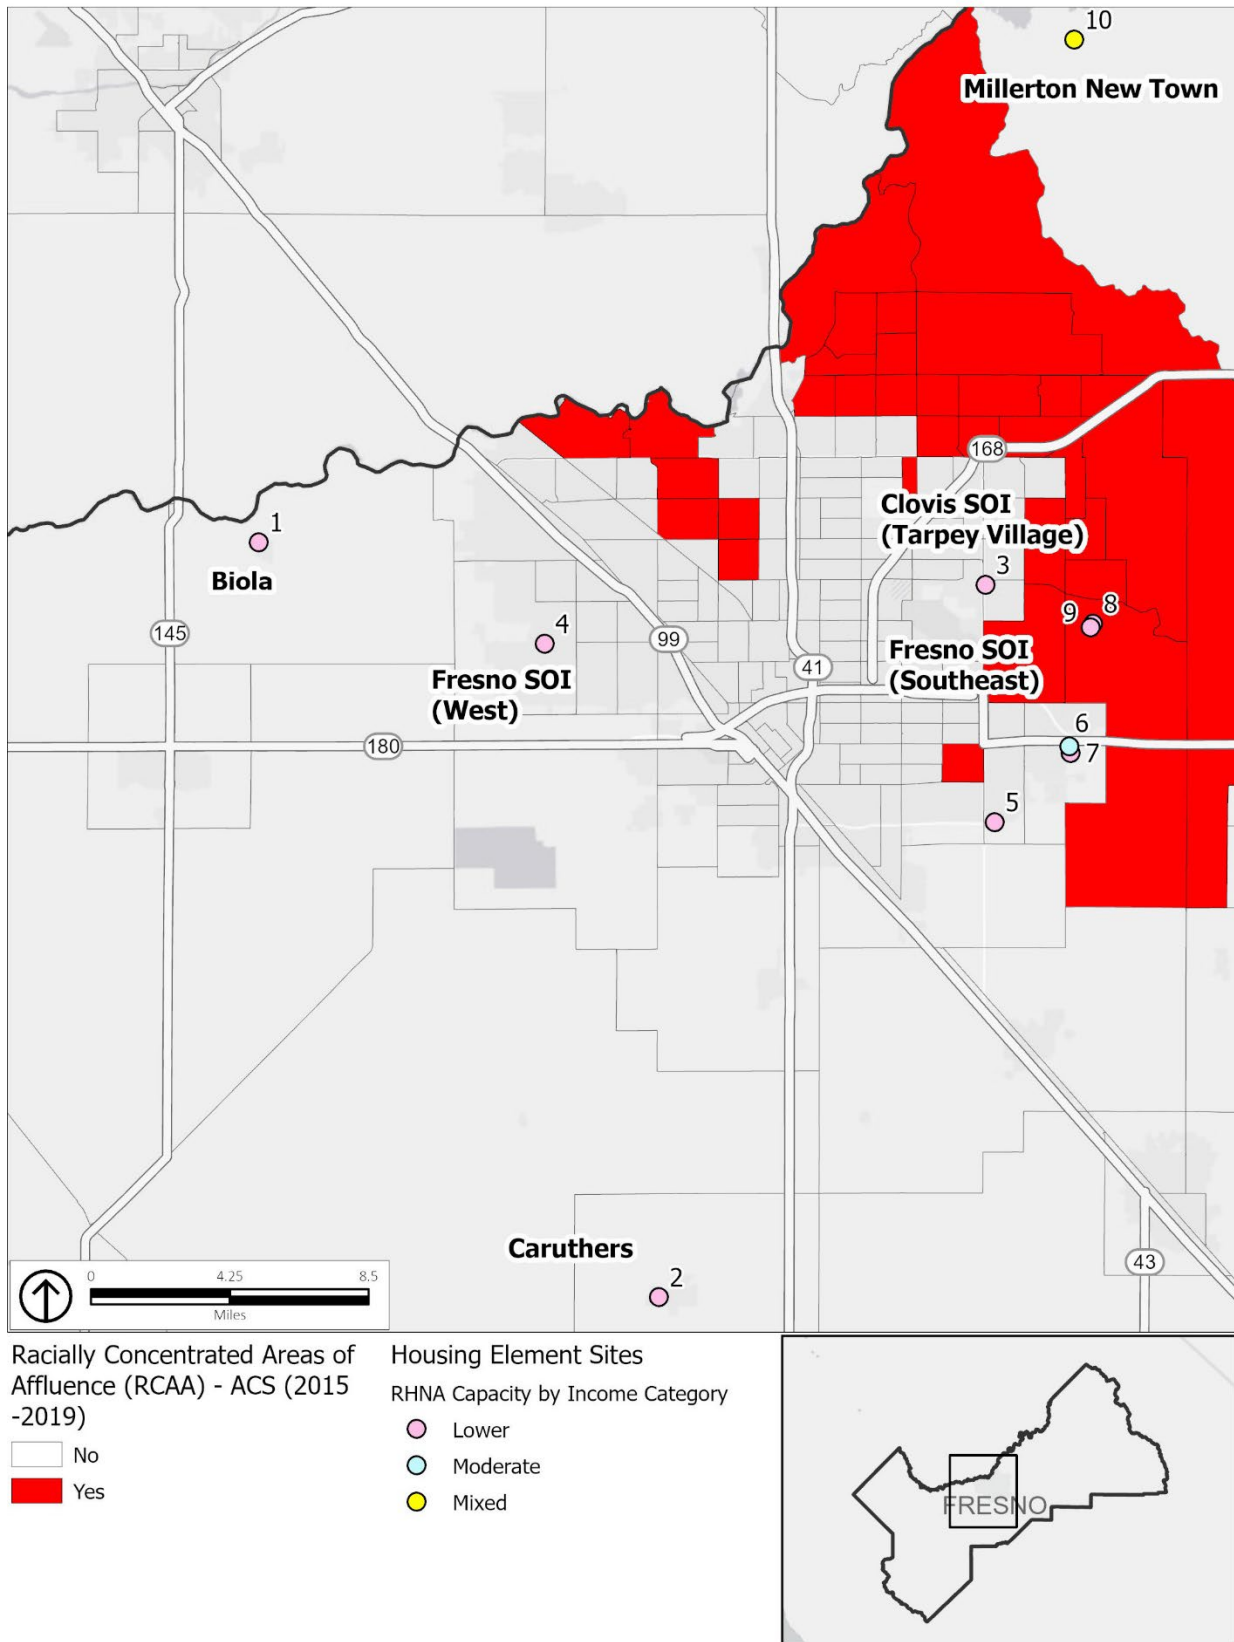 10
Millerton New Town
168
Clovis SOI
(Tarpey Village)
1
Biola
3
8
9
145
4
99
Fresno SOI
(Southeast)
41
Fresno SOI
(West)
6
180
7
5
Caruthers
2
43
0 4.25 8.5
Miles
Racially Concentrated Areas of
Affluence (RCAA) - ACS (2015
-2019)
No
Yes
Housing Element Sites
RHNA Capacity by Income Category
Lower
Moderate
Mixed
FRESNO